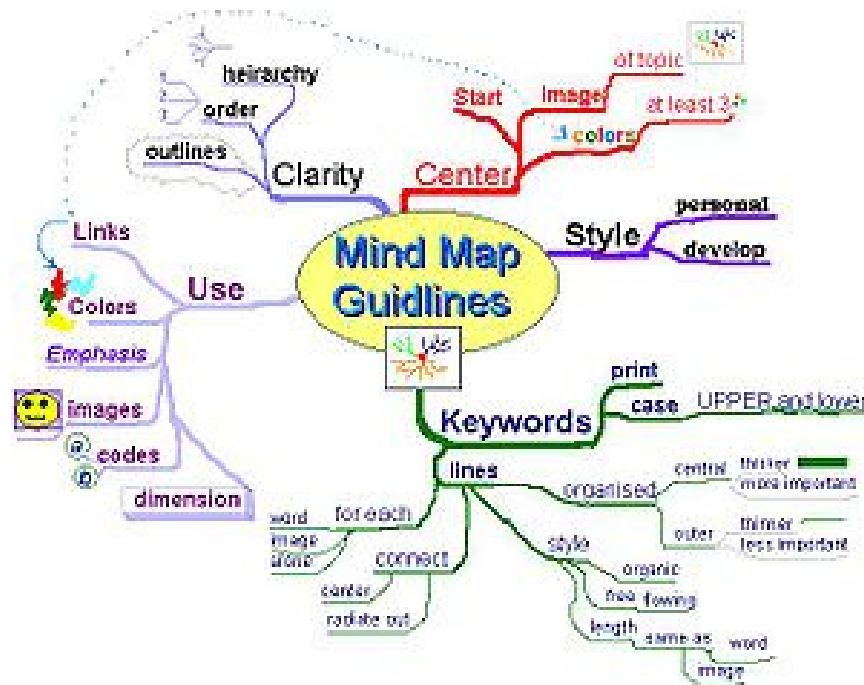 Mind Map
Guidlines
Center
Start
image
of topic
colors
at least 3
Style
personal
develop
Keywords
print
case
UPPER and lower
lines
organised
central
thicker
more important
outer
thinner
less important
style
organic
free flowing
length
same as
word
image
connect
center
radiate out
for each
word
image
alone
Use
Links
Colors
Emphasis
images
codes
a
b
dimension
Clarity
heirarchy
order
outlines